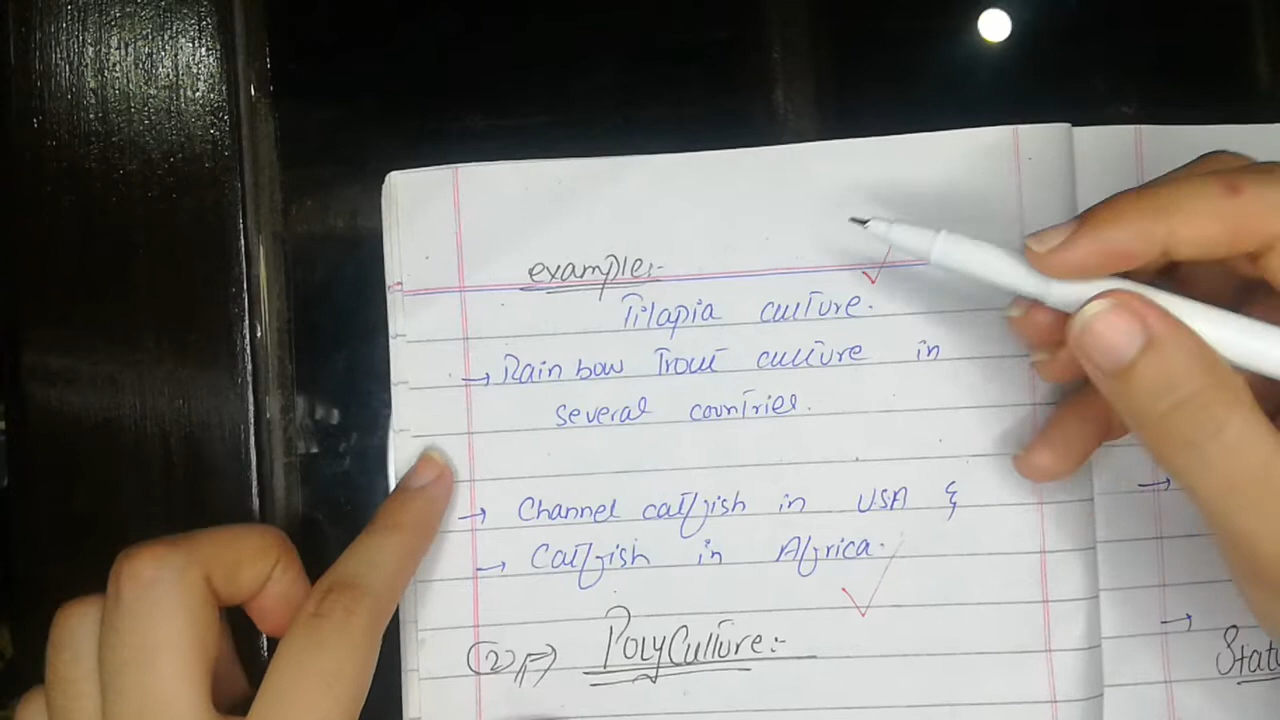 example:-
Tilapia culture.
→ Rainbow Trout culture in
several countries.
→ Channel catfish in USA &
→ Catfish in Africa.
(2) → PolyCulture:-
→
→